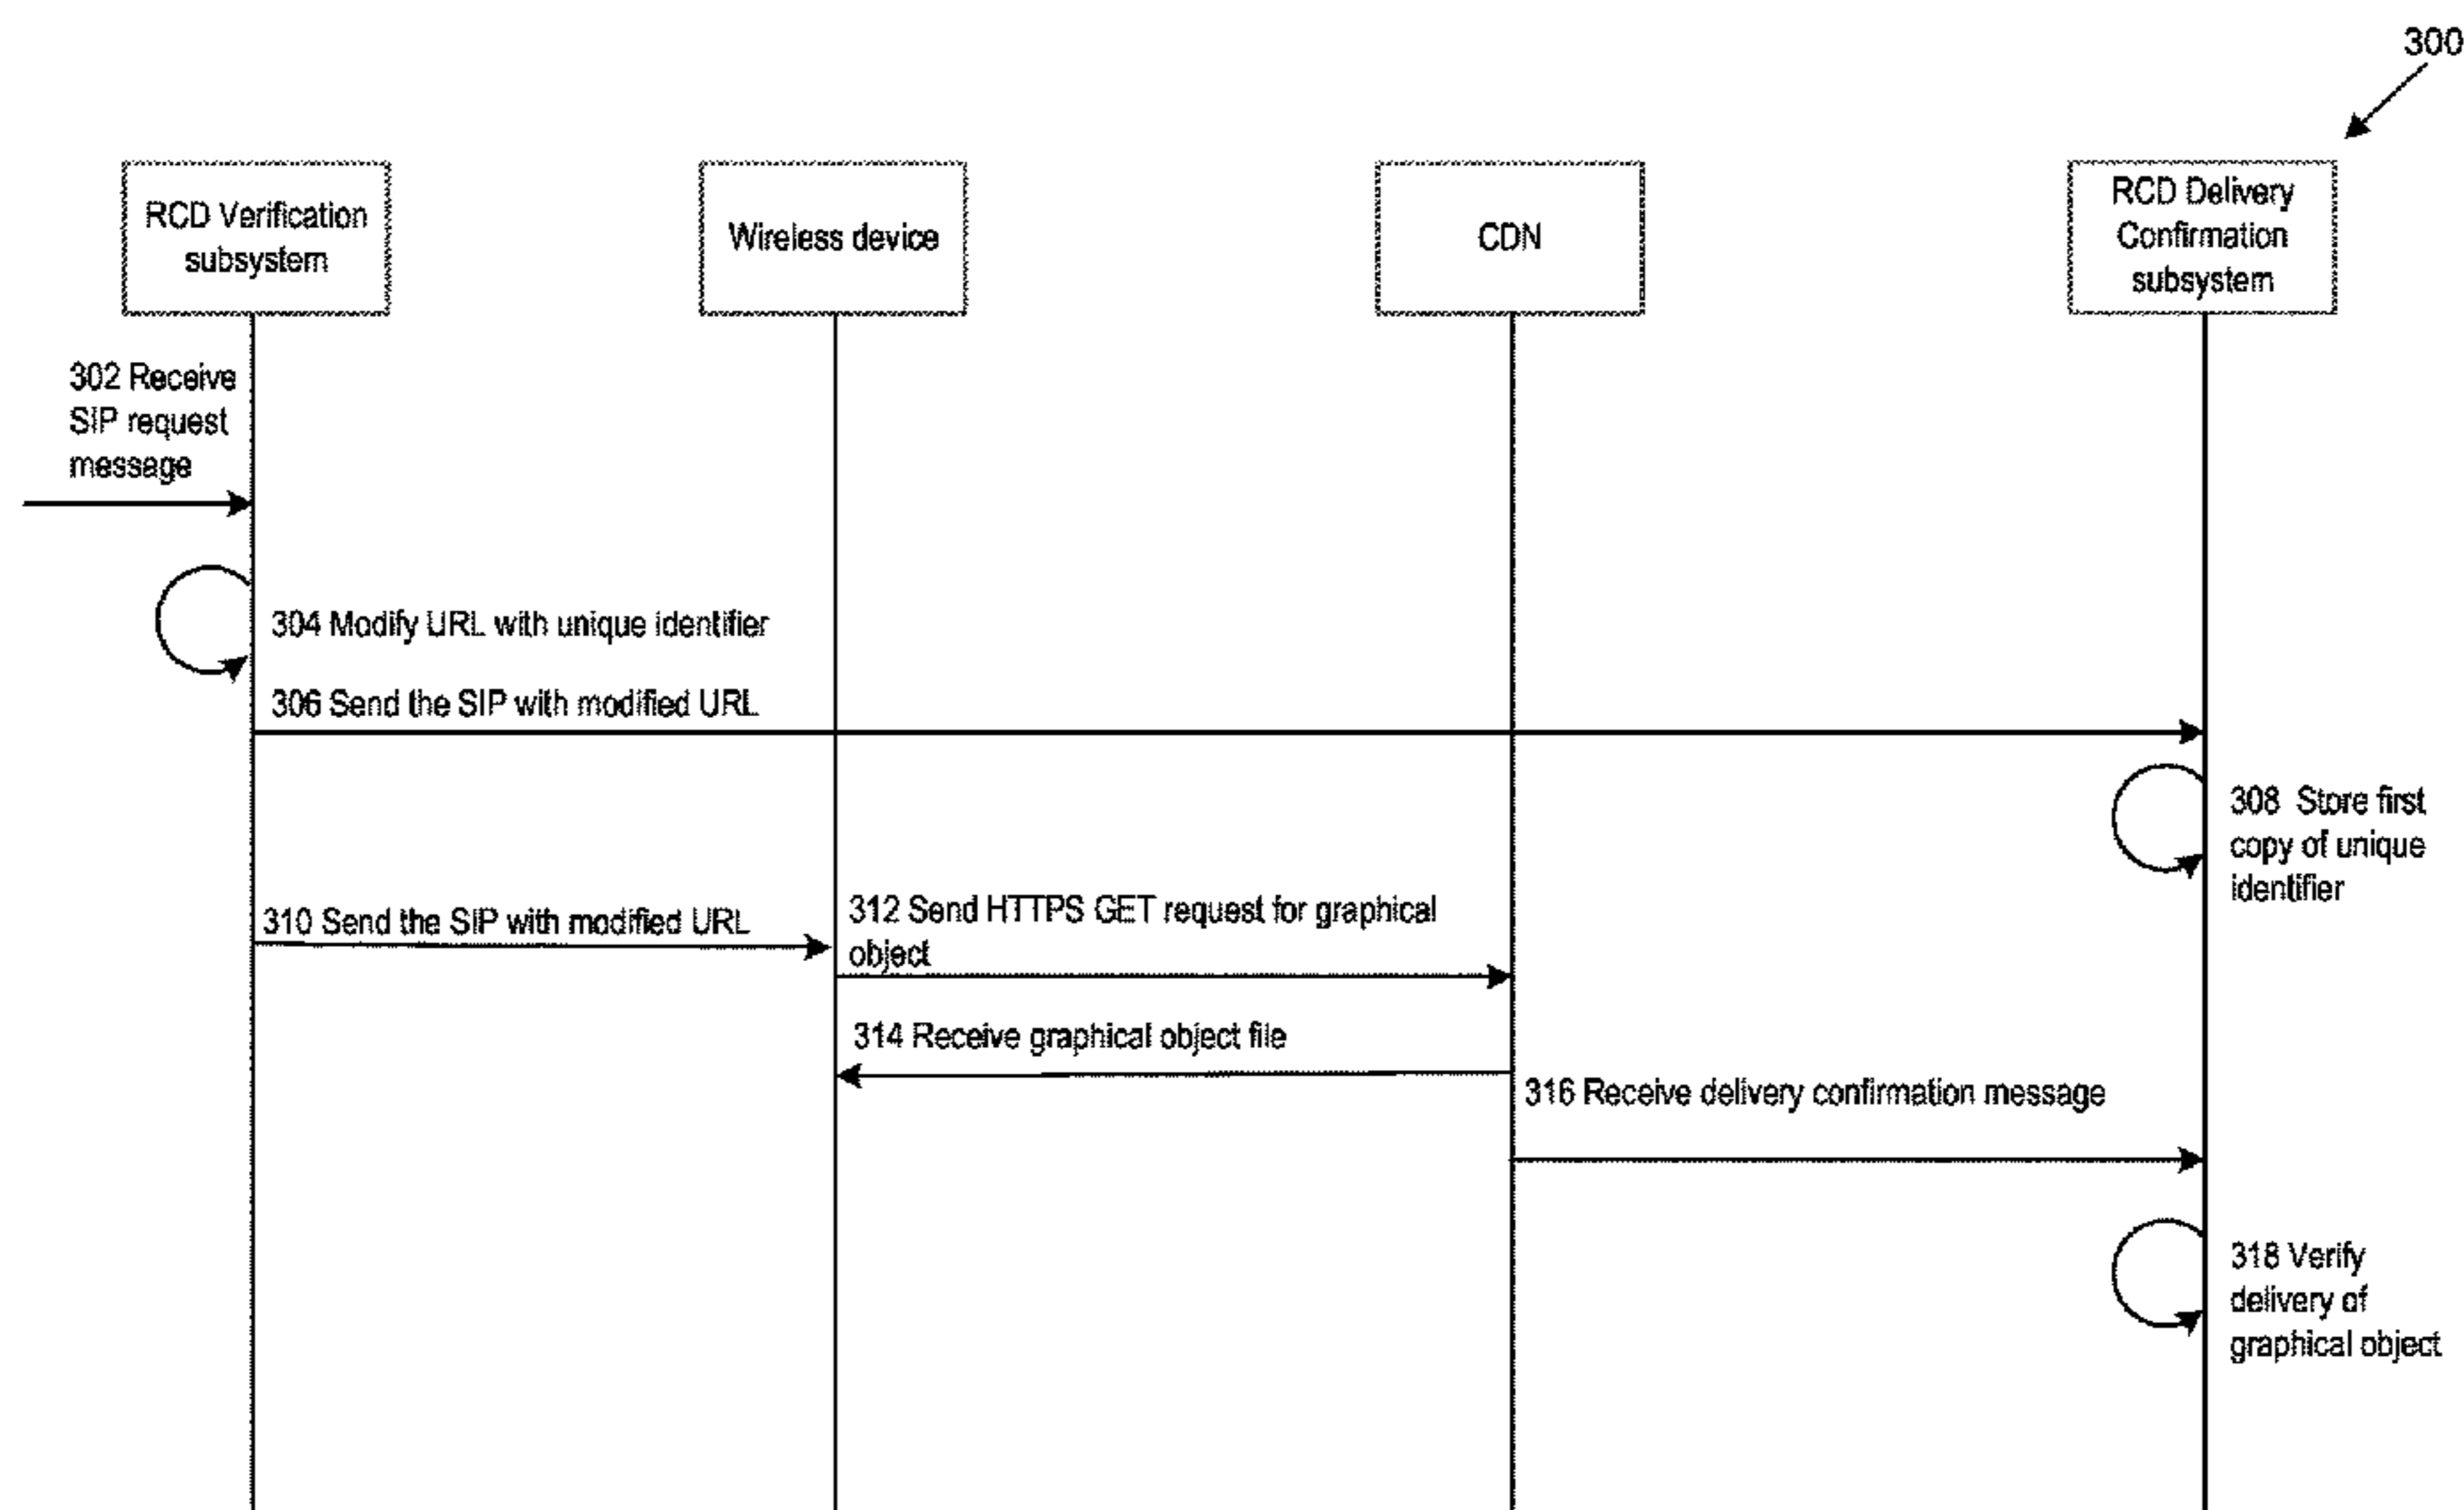 300
RCD Verification
subsystem
Wireless device
CDN
RCD Delivery
Confirmation
subsystem
302 Receive
SIP request
message
304 Modify URL with unique identifier
306 Send the SIP with modified URL
308 Store first
copy of unique
identifier
310 Send the SIP with modified URL
312 Send HTTPS GET request for graphical
object
314 Receive graphical object file
316 Receive delivery confirmation message
318 Verify
delivery of
graphical object